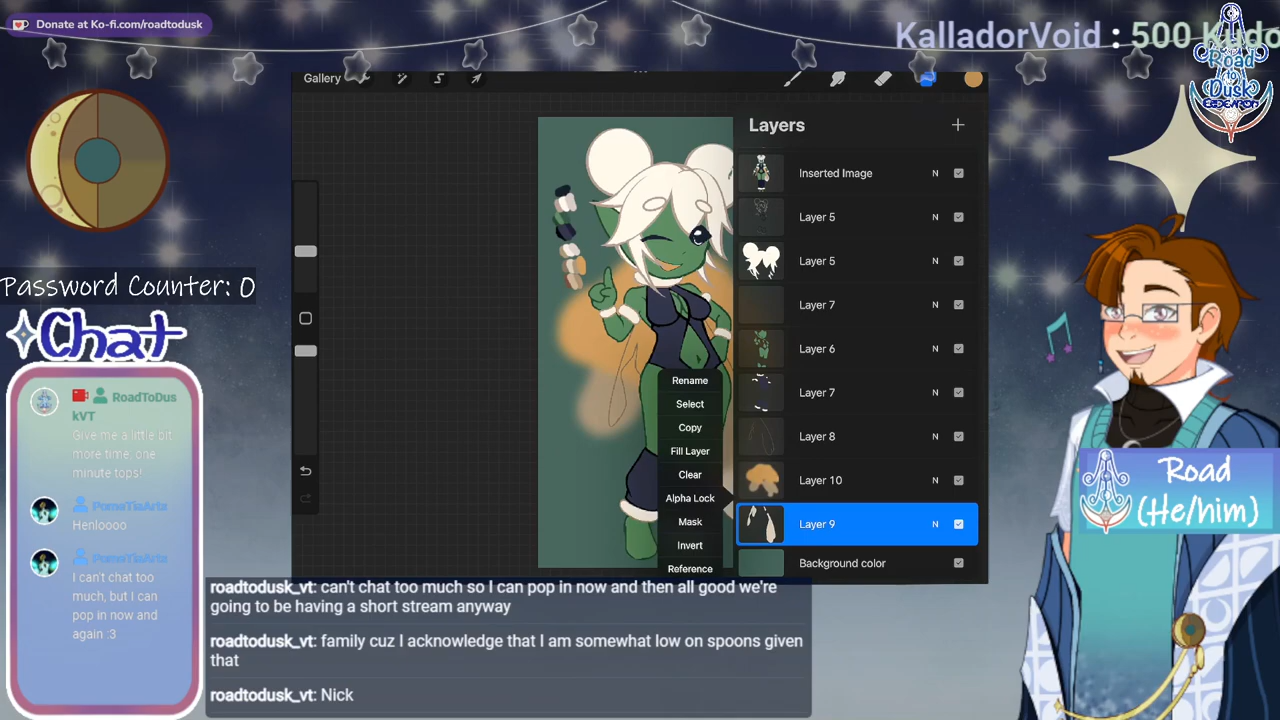 Donate at Ko-fi.com/roadtodusk
KalladorVoid : 500 Kudo
Road
to
Dusk
Gallery
Layers
Inserted Image N
Layer 5 N
Layer 5 N
Layer 7 N
Layer 6 N
Layer 7 N
Layer 8 N
Layer 10 N
Layer 9 N
Background color
Rename
Select
Copy
Fill Layer
Clear
Alpha Lock
Mask
Invert
Reference
Password Counter: 0
Chat
RoadToDus
kVT
Give me a little bit
more time: one
minute tops!
PomeTiaArts
Henloooo
PomeTiaArts
I can't chat too
much, but I can
pop in now and
again :3
roadtodusk_vt: can't chat too much so I can pop in now and then all good we're
going to be having a short stream anyway
roadtodusk_vt: family cuz I acknowledge that I am somewhat low on spoons given
that
roadtodusk_vt: Nick
Road
(He/him)